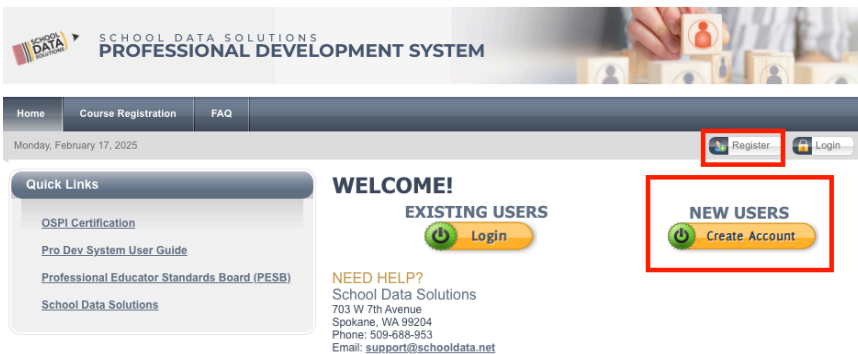 SCHOOL
DATA
SOLUTIONS
SCHOOL DATA SOLUTIONS
PROFESSIONAL DEVELOPMENT SYSTEM
Home Course Registration FAQ
Monday, February 17, 2025
Register Login
Quick Links
OSPI Certification
Pro Dev System User Guide
Professional Educator Standards Board (PESB)
School Data Solutions
WELCOME!
EXISTING USERS
Login
NEW USERS
Create Account
NEED HELP?
School Data Solutions
703 W 7th Avenue
Spokane, WA 99204
Phone: 509-688-953
Email: support@schooldata.net